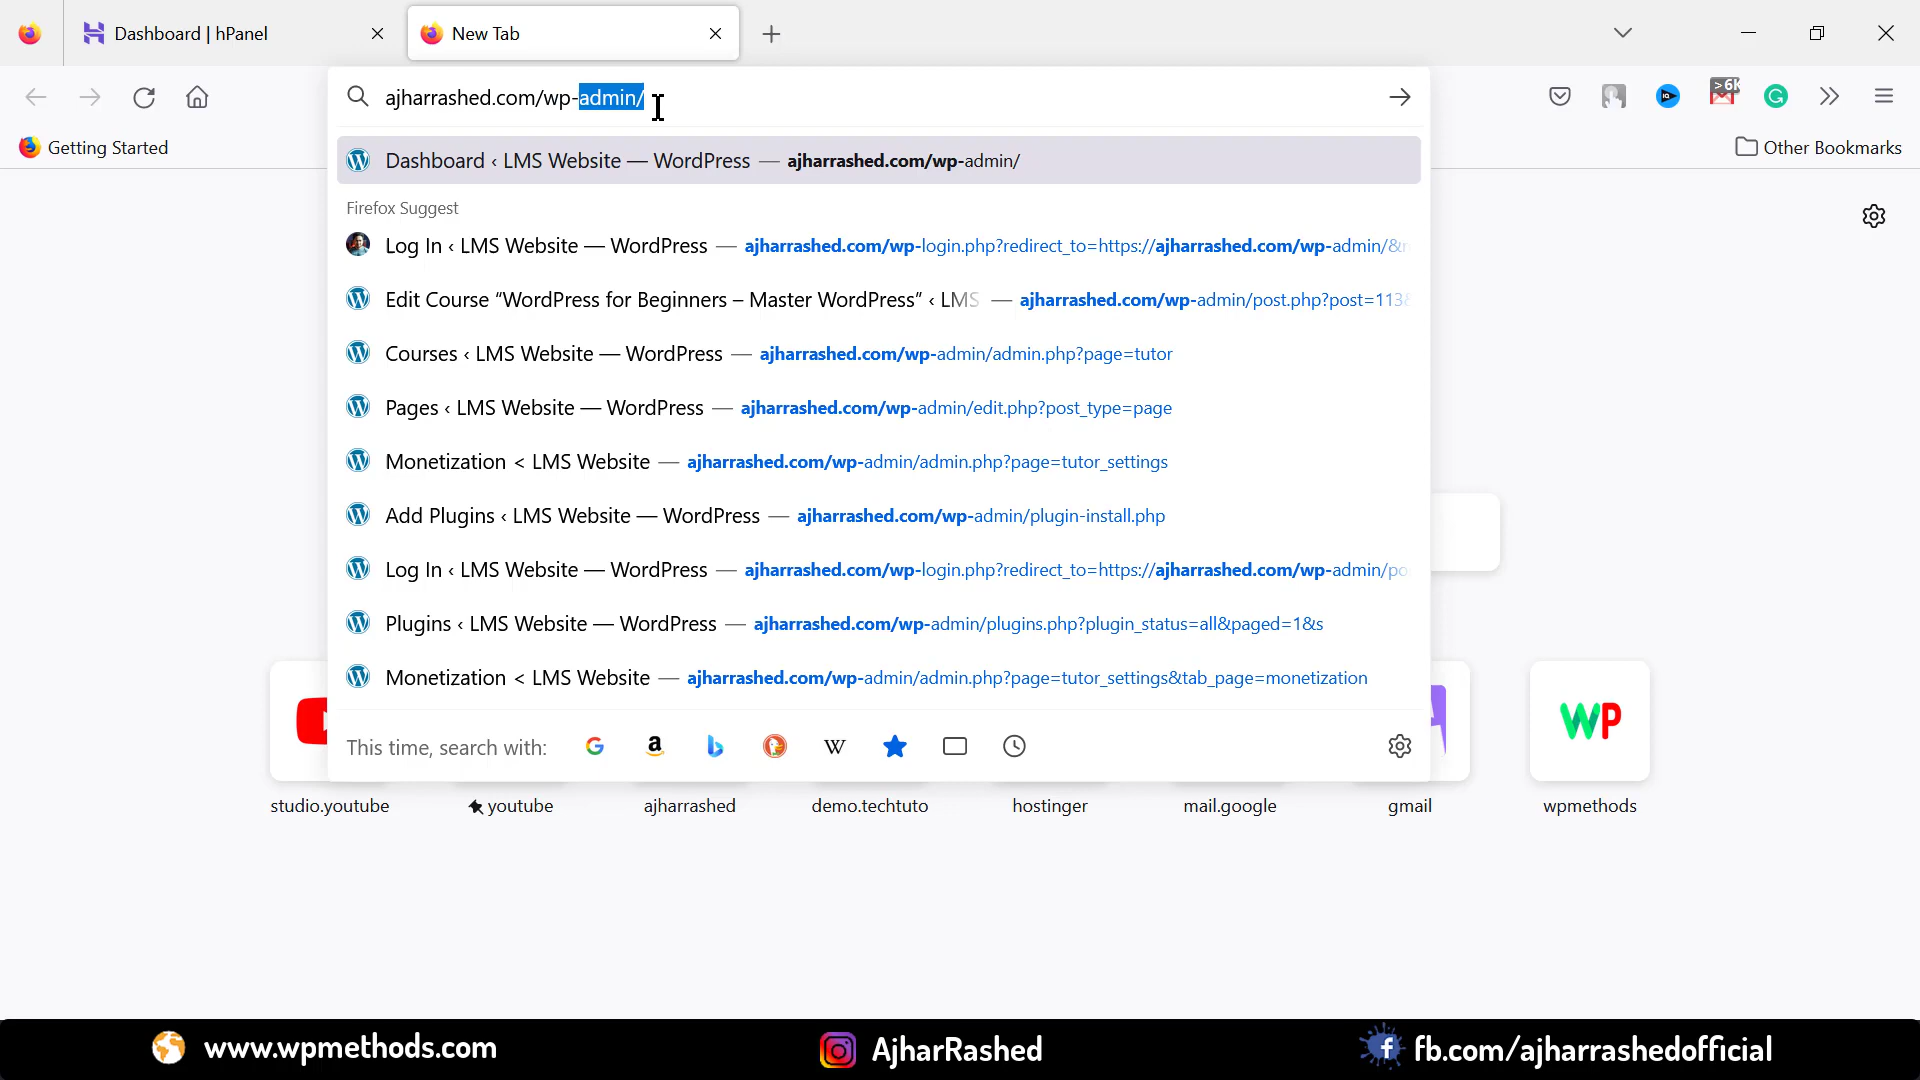 Dashboard | hPanel
New Tab
ajharrashed.com/wp-admin/
>6k
Getting Started
Other Bookmarks
Dashboard ‹ LMS Website — WordPress — ajharrashed.com/wp-admin/
Firefox Suggest
Log In ‹ LMS Website — WordPress — ajharrashed.com/wp-login.php?redirect_to=https://ajharrashed.com/wp-admin/&
Edit Course “WordPress for Beginners – Master WordPress” ‹ LMS — ajharrashed.com/wp-admin/post.php?post=113
Courses ‹ LMS Website — WordPress — ajharrashed.com/wp-admin/admin.php?page=tutor
Pages ‹ LMS Website — WordPress — ajharrashed.com/wp-admin/edit.php?post_type=page
Monetization < LMS Website — ajharrashed.com/wp-admin/admin.php?page=tutor_settings
Add Plugins ‹ LMS Website — WordPress — ajharrashed.com/wp-admin/plugin-install.php
Log In ‹ LMS Website — WordPress — ajharrashed.com/wp-login.php?redirect_to=https://ajharrashed.com/wp-admin/po
Plugins ‹ LMS Website — WordPress — ajharrashed.com/wp-admin/plugins.php?plugin_status=all&paged=1&s
Monetization < LMS Website — ajharrashed.com/wp-admin/admin.php?page=tutor_settings&tab_page=monetization
WP
This time, search with:
studio.youtube
youtube
ajharrashed
demo.techtuto
hostinger
mail.google
gmail
wpmethods
www.wpmethods.com
AjharRashed
fb.com/ajharrashedofficial